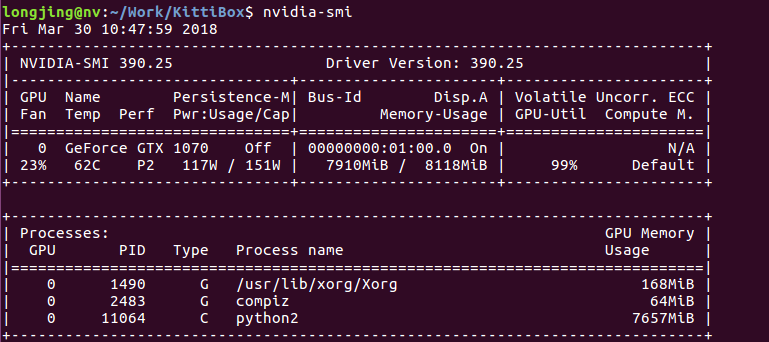 longjing@nv:~/Work/KittiBox$ nvidia-smi
Fri Mar 30 10:47:59 2018
+-----------------------------------------------------------------------------+
| NVIDIA-SMI 390.25                 Driver Version: 390.25                    |
|-------------------------------+----------------------+----------------------+
| GPU  Name        Persistence-M| Bus-Id        Disp.A | Volatile Uncorr. ECC |
| Fan  Temp  Perf  Pwr:Usage/Cap|         Memory-Usage | GPU-Util  Compute M. |
|===============================+======================+======================|
|   0  GeForce GTX 1070    Off  | 00000000:01:00.0  On |                  N/A |
| 23%   62C    P2   117W / 151W |   7910MiB /  8118MiB |     99%      Default |
+-------------------------------+----------------------+----------------------+

+-----------------------------------------------------------------------------+
| Processes:                                                       GPU Memory |
|  GPU       PID   Type   Process name                             Usage      |
|=============================================================================|
|    0      1490      G   /usr/lib/xorg/Xorg                           168MiB |
|    0      2483      G   compiz                                        64MiB |
|    0     11064      C   python2                                     7657MiB |
+-----------------------------------------------------------------------------+